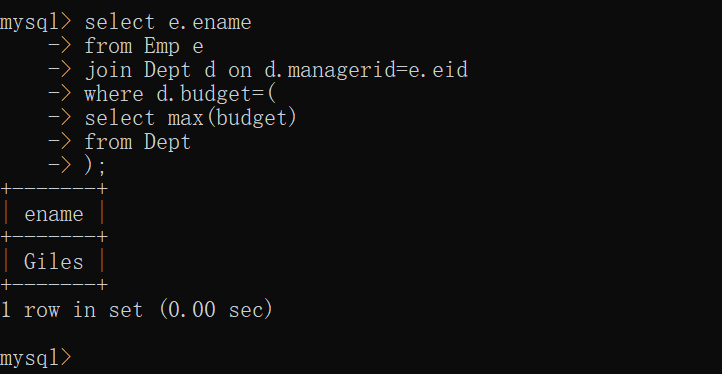 mysql> select e.ename
    -> from Emp e
    -> join Dept d on d.managerid=e.eid
    -> where d.budget=(
    -> select max(budget)
    -> from Dept
    -> );
+-------+
| ename |
+-------+
| Giles |
+-------+
1 row in set (0.00 sec)
mysql>